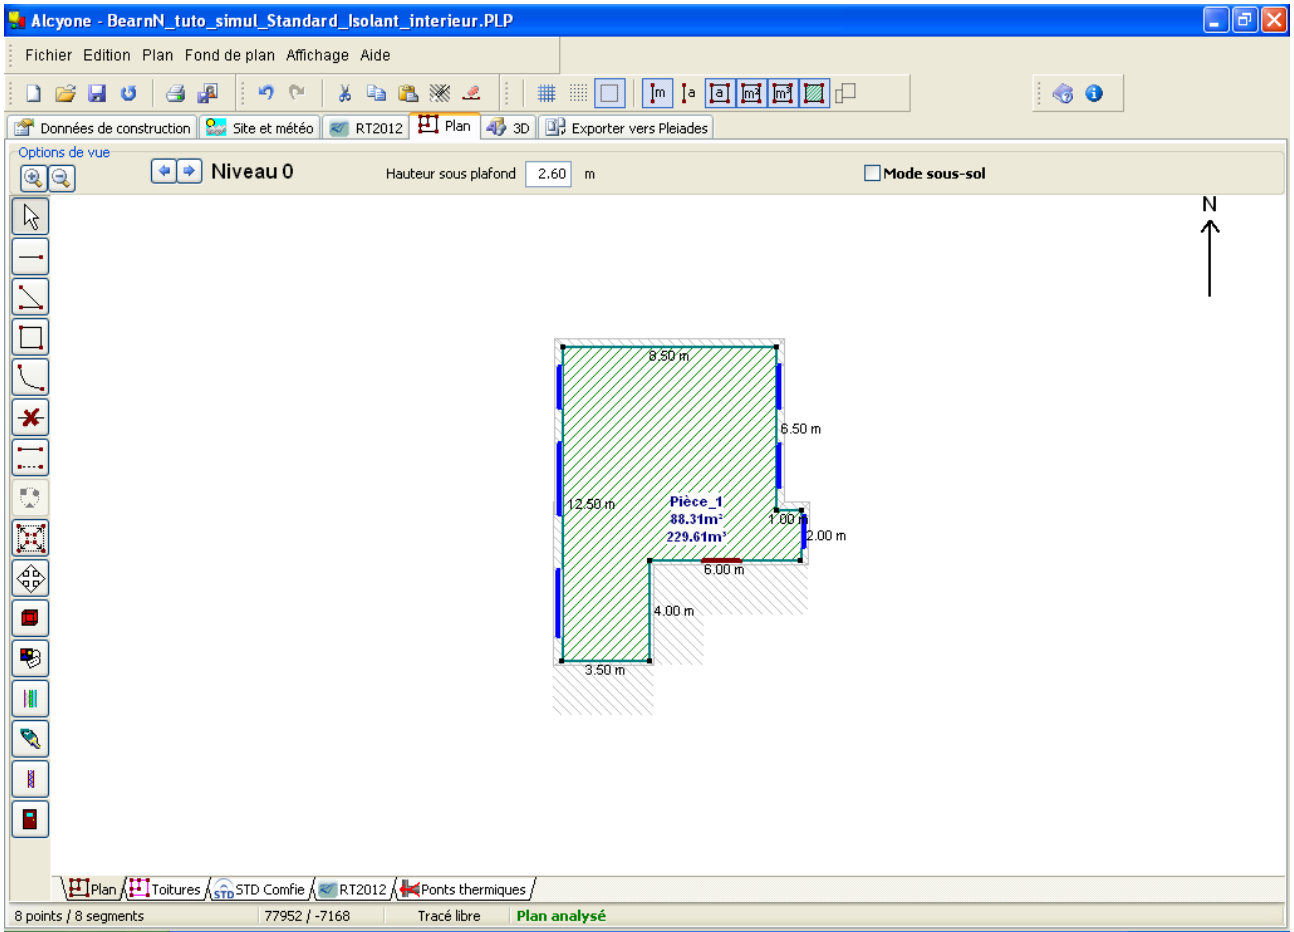 Alcyone - BearnN_tuto_simul_Standard_Isolant_interieur.PLP
Fichier Edition Plan Fond de plan Affichage Aide
m a a m² m³
Données de construction Site et météo RT2012 Plan 3D Exporter vers Pleiades
Options de vue
Niveau 0 Hauteur sous plafond 2.60 m Mode sous-sol
N
8.50 m
6.50 m
12.50 m
Pièce_1
88.31m²
229.61m³
1.00 m
2.00 m
6.00 m
4.00 m
3.50 m
Plan Toitures STD STD Comfie RT2012 Ponts thermiques
8 points / 8 segments 77952 / -7168 Tracé libre Plan analysé